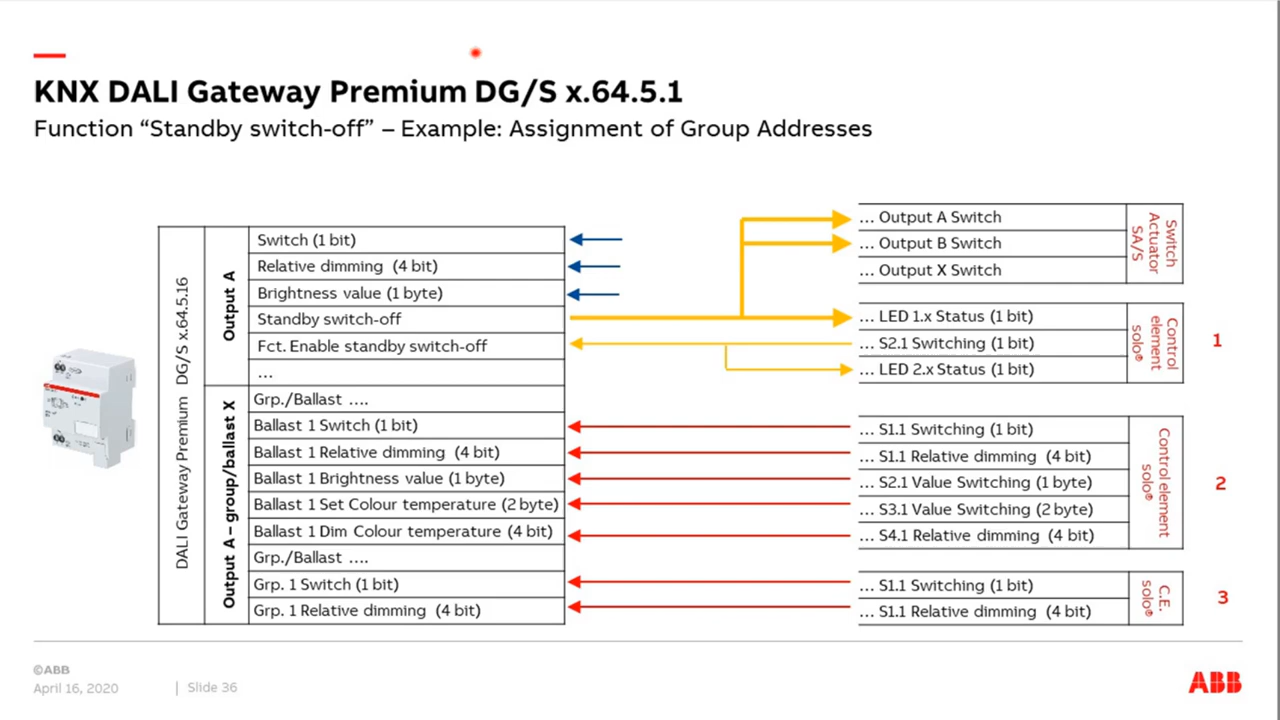 KNX DALI Gateway Premium DG/S x.64.5.1
Function “Standby switch-off” – Example: Assignment of Group Addresses
DALI Gateway Premium DG/S x.64.5.16
Output A
Switch (1 bit)
Relative dimming (4 bit)
Brightness value (1 byte)
Standby switch-off
Fct. Enable standby switch-off
...
Output A – group/ballast X
Grp./Ballast ....
Ballast 1 Switch (1 bit)
Ballast 1 Relative dimming (4 bit)
Ballast 1 Brightness value (1 byte)
Ballast 1 Set Colour temperature (2 byte)
Ballast 1 Dim Colour temperature (4 bit)
Grp./Ballast ....
Grp. 1 Switch (1 bit)
Grp. 1 Relative dimming (4 bit)
... Output A Switch
... Output B Switch
... Output X Switch
Switch
Actuator
SA/S
... LED 1.x Status (1 bit)
... S2.1 Switching (1 bit)
... LED 2.x Status (1 bit)
Control
element
solo®
1
... S1.1 Switching (1 bit)
... S1.1 Relative dimming (4 bit)
... S2.1 Value Switching (1 byte)
... S3.1 Value Switching (2 byte)
... S4.1 Relative dimming (4 bit)
Control element
solo®
2
... S1.1 Switching (1 bit)
... S1.1 Relative dimming (4 bit)
C.E.
solo®
3
©ABB
April 16, 2020 | Slide 36
ABB